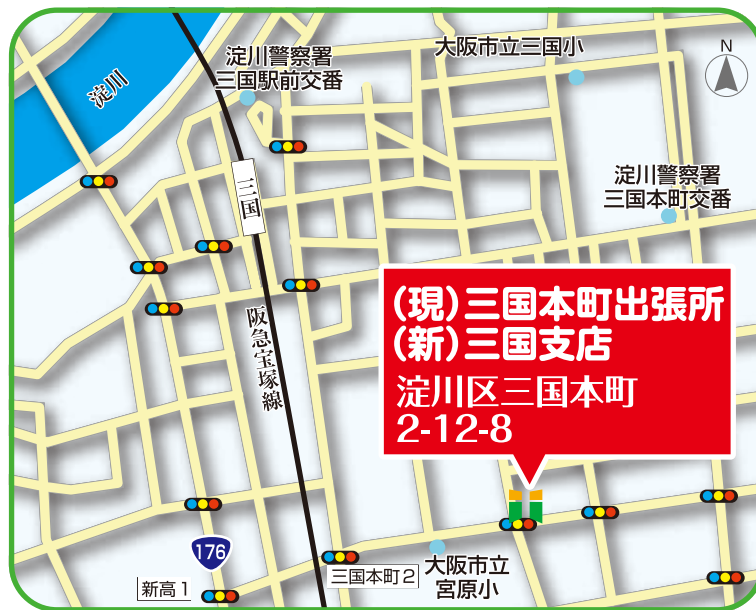 淀川警察署
三国駅前交番
大阪市立三国小
N
淀川
淀川警察署
三国本町交番
三国
(現)三国本町出張所
(新)三国支店
淀川区三国本町
2-12-8
阪急宝塚線
176
新高1
三国本町2
大阪市立
宮原小